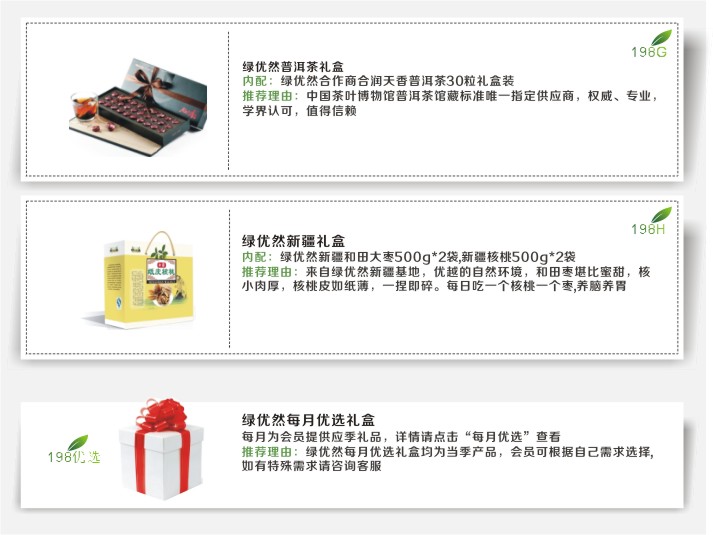 198G
绿优然普洱茶礼盒
内配：绿优然合作商合润天香普洱茶30粒礼盒装
推荐理由：中国茶叶博物馆普洱茶馆藏标准唯一指定供应商，权威、专业，
学界认可，值得信赖
198H
绿优然新疆礼盒
内配：绿优然新疆和田大枣500g*2袋,新疆核桃500g*2袋
推荐理由：来自绿优然新疆基地，优越的自然环境，和田枣堪比蜜甜，核
小肉厚，核桃皮如纸薄，一捏即碎。每日吃一个核桃一个枣,养脑养胃
纸皮核桃
198优选
绿优然每月优选礼盒
每月为会员提供应季礼品，详情请点击“每月优选”查看
推荐理由：绿优然每月优选礼盒均为当季产品，会员可根据自己需求选择,
如有特殊需求请咨询客服